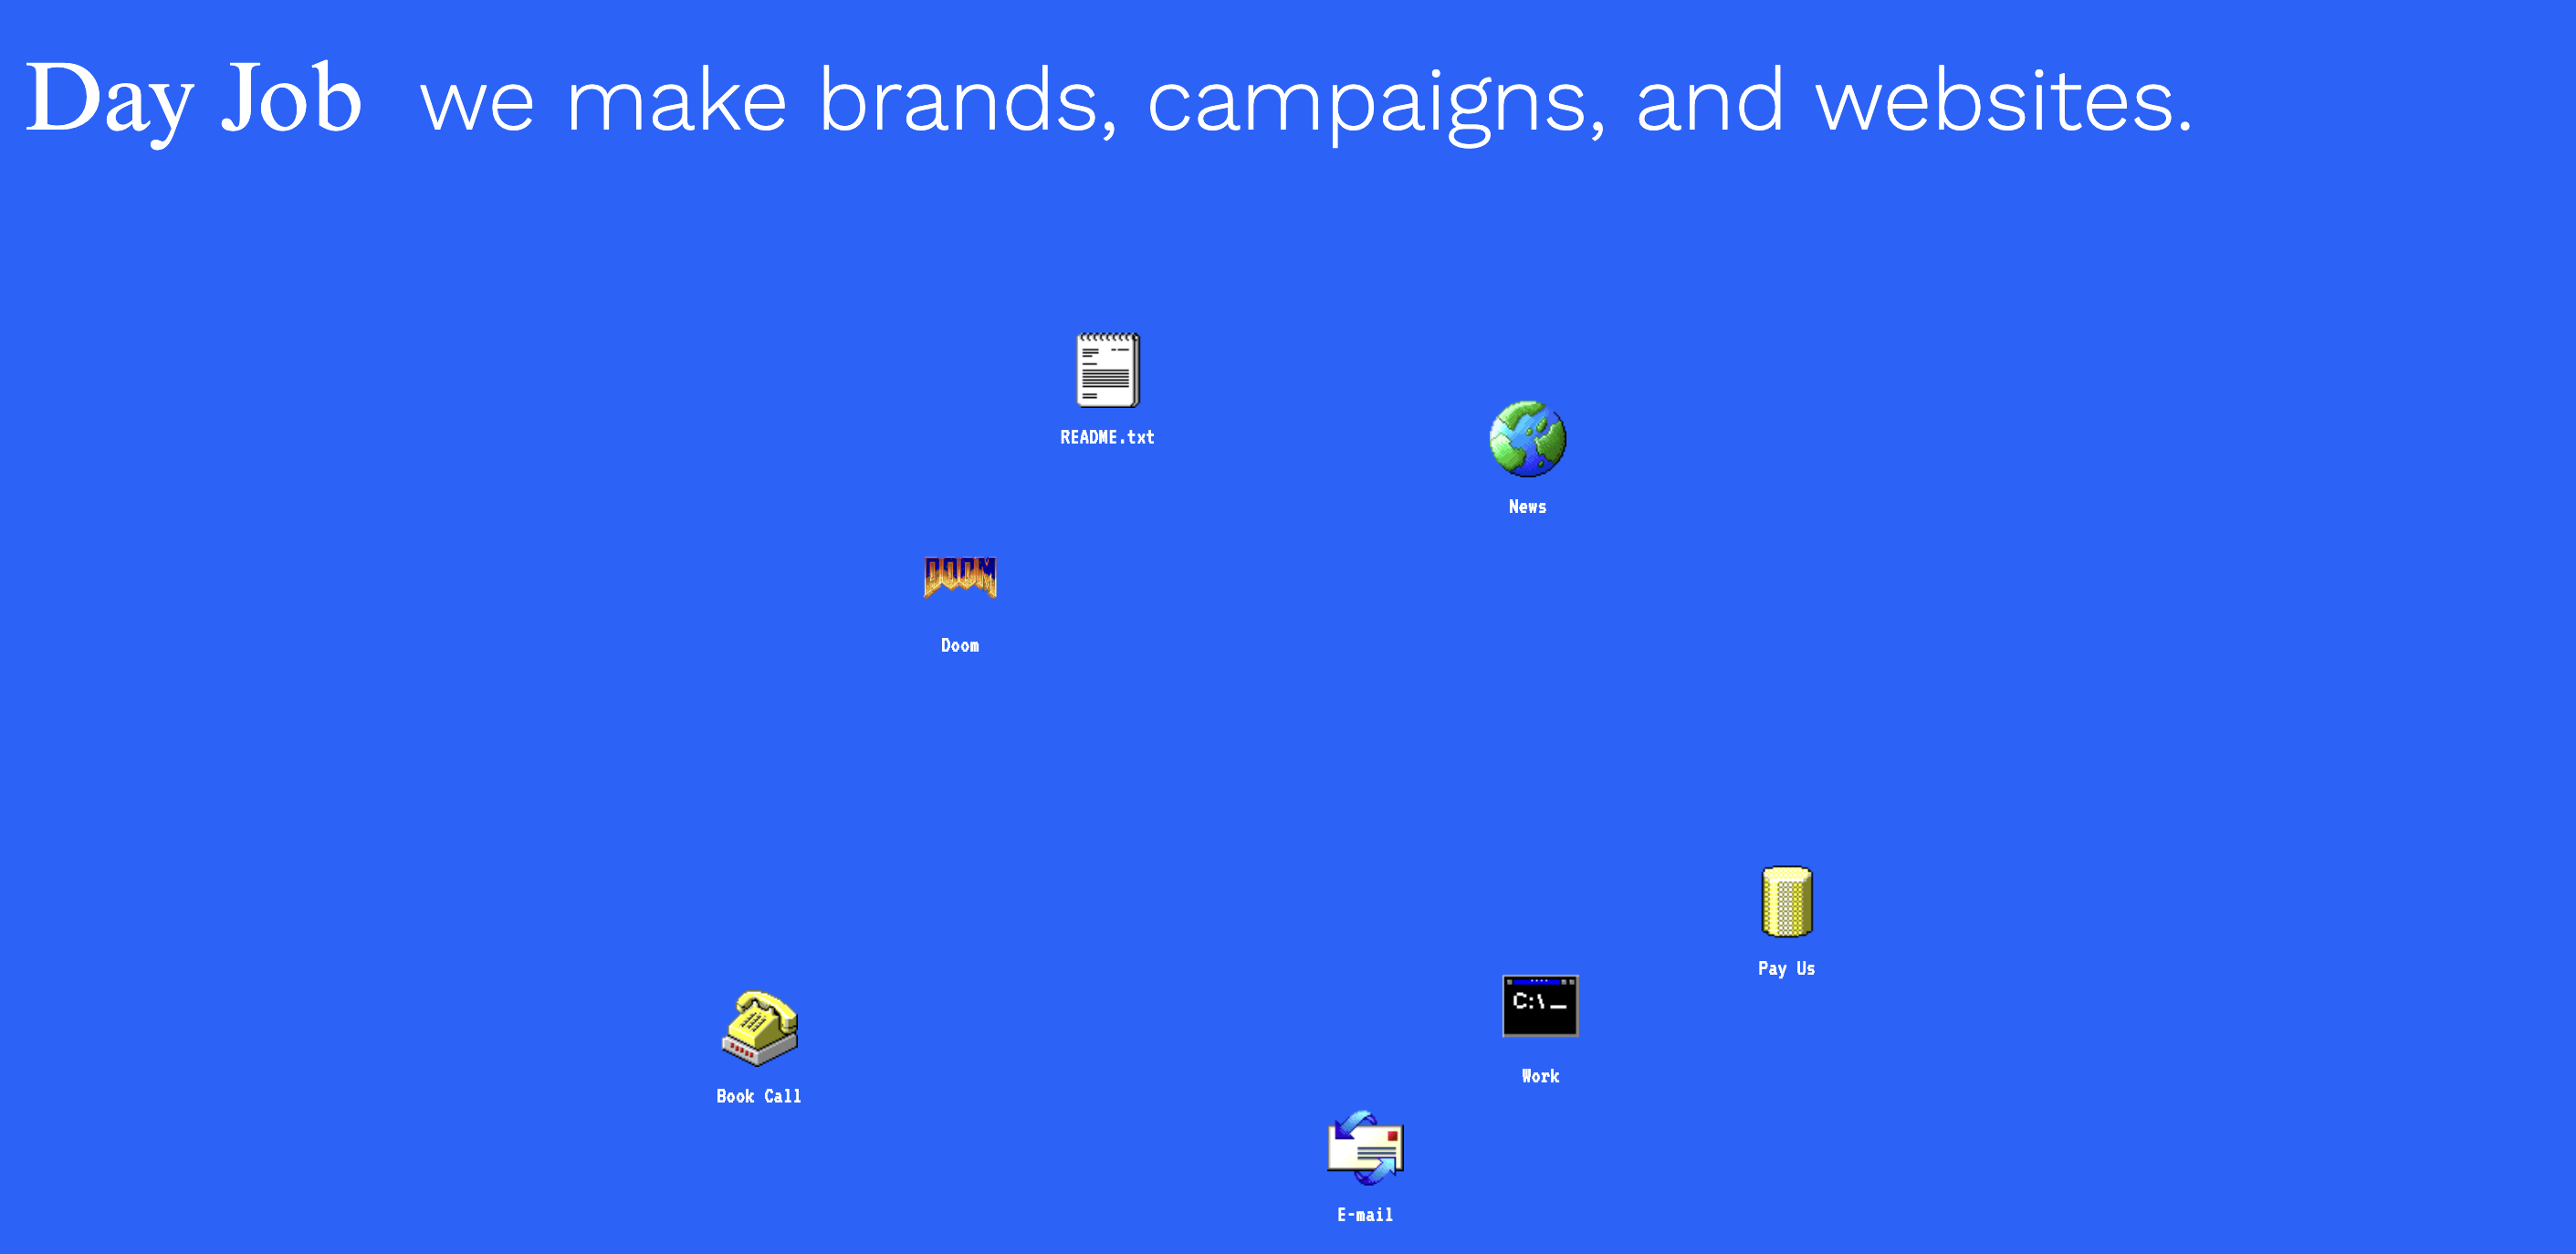 Day Job we make brands, campaigns, and websites.
README.txt
News
DOOM
Doom
Pay Us
C:\_
Work
Book Call
E-mail